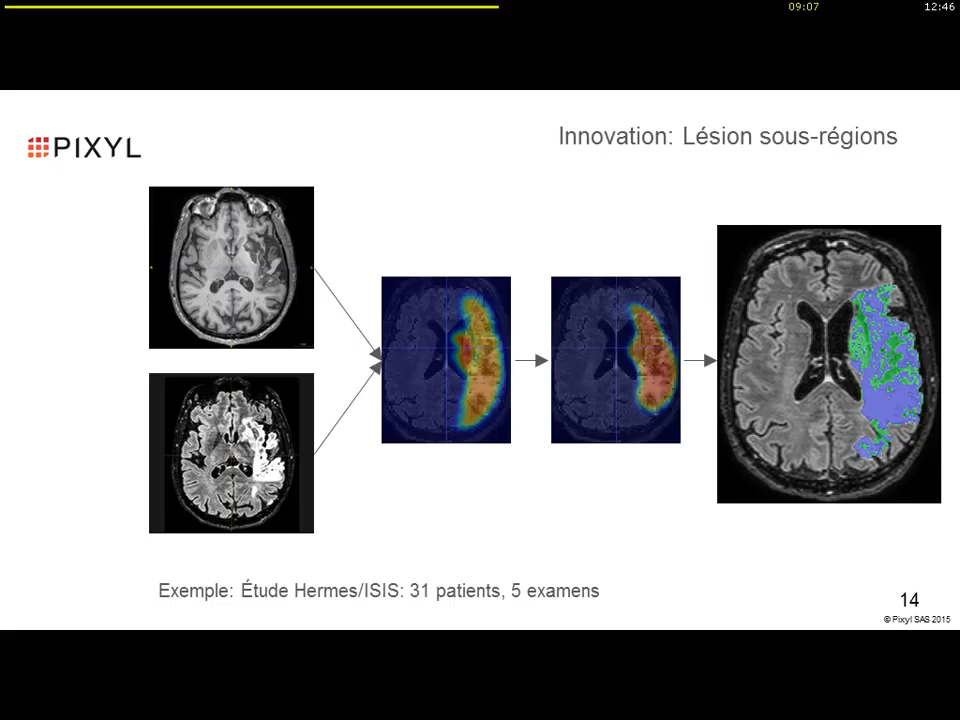 09:07
12:46
PIXYL
Innovation: Lésion sous-régions
Exemple: Étude Hermes/ISIS: 31 patients, 5 examens
14
© Pixyl SAS 2015